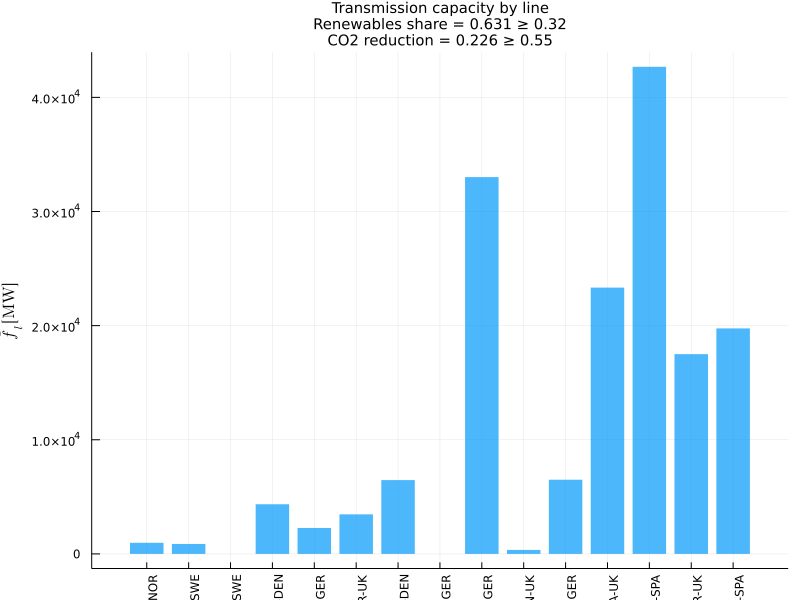 Transmission capacity by line
Renewables share = 0.631 ≥ 0.32
CO2 reduction = 0.226 ≥ 0.55
4.0×10⁴
3.0×10⁴
2.0×10⁴
1.0×10⁴
0
f̄_l [MW]
NOR
SWE
SWE
DEN
GER
R-UK
DEN
GER
GER
N-UK
GER
A-UK
-SPA
R-UK
-SPA